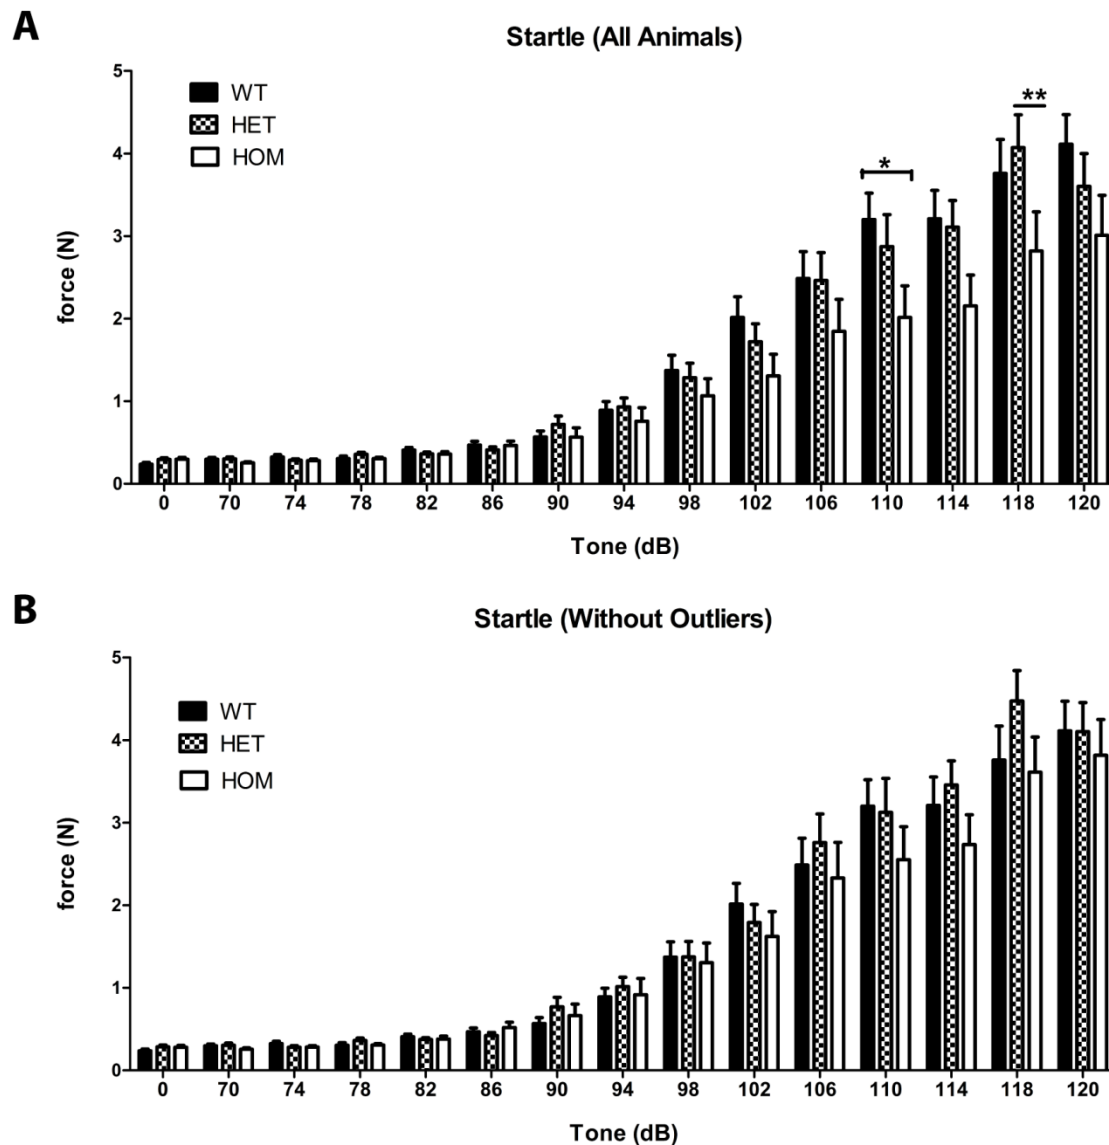 A
Startle (All Animals)
5
4
3
2
1
0
force (N)
WT
HET
HOM
*
**
0 70 74 78 82 86 90 94 98 102 106 110 114 118 120
Tone (dB)
B
Startle (Without Outliers)
5
4
3
2
1
0
force (N)
WT
HET
HOM
0 70 74 78 82 86 90 94 98 102 106 110 114 118 120
Tone (dB)